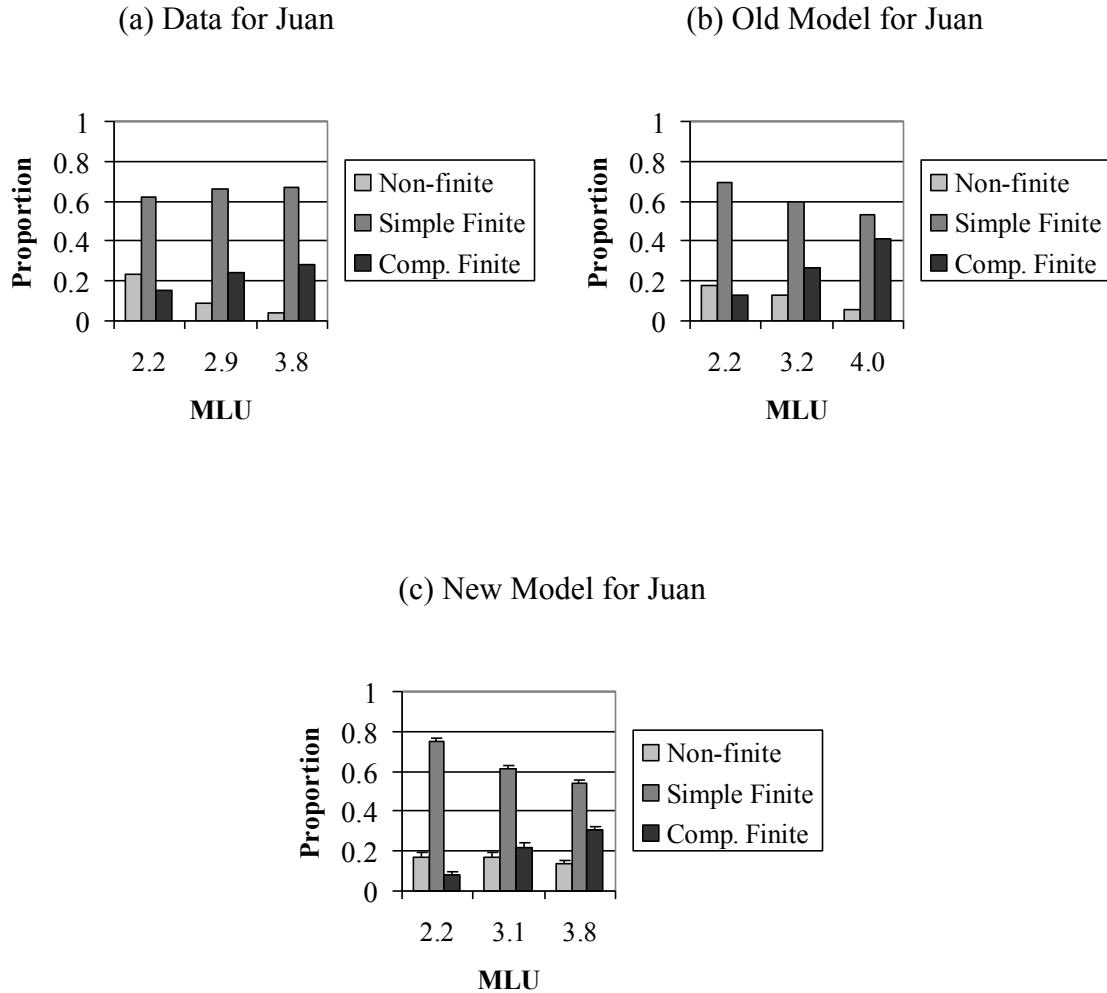 (a) Data for Juan
1
0.8
0.6
0.4
0.2
0
Proportion
2.2 2.9 3.8
MLU
Non-finite
Simple Finite
Comp. Finite
(b) Old Model for Juan
1
0.8
0.6
0.4
0.2
0
Proportion
2.2 3.2 4.0
MLU
Non-finite
Simple Finite
Comp. Finite
(c) New Model for Juan
1
0.8
0.6
0.4
0.2
0
Proportion
2.2 3.1 3.8
MLU
Non-finite
Simple Finite
Comp. Finite